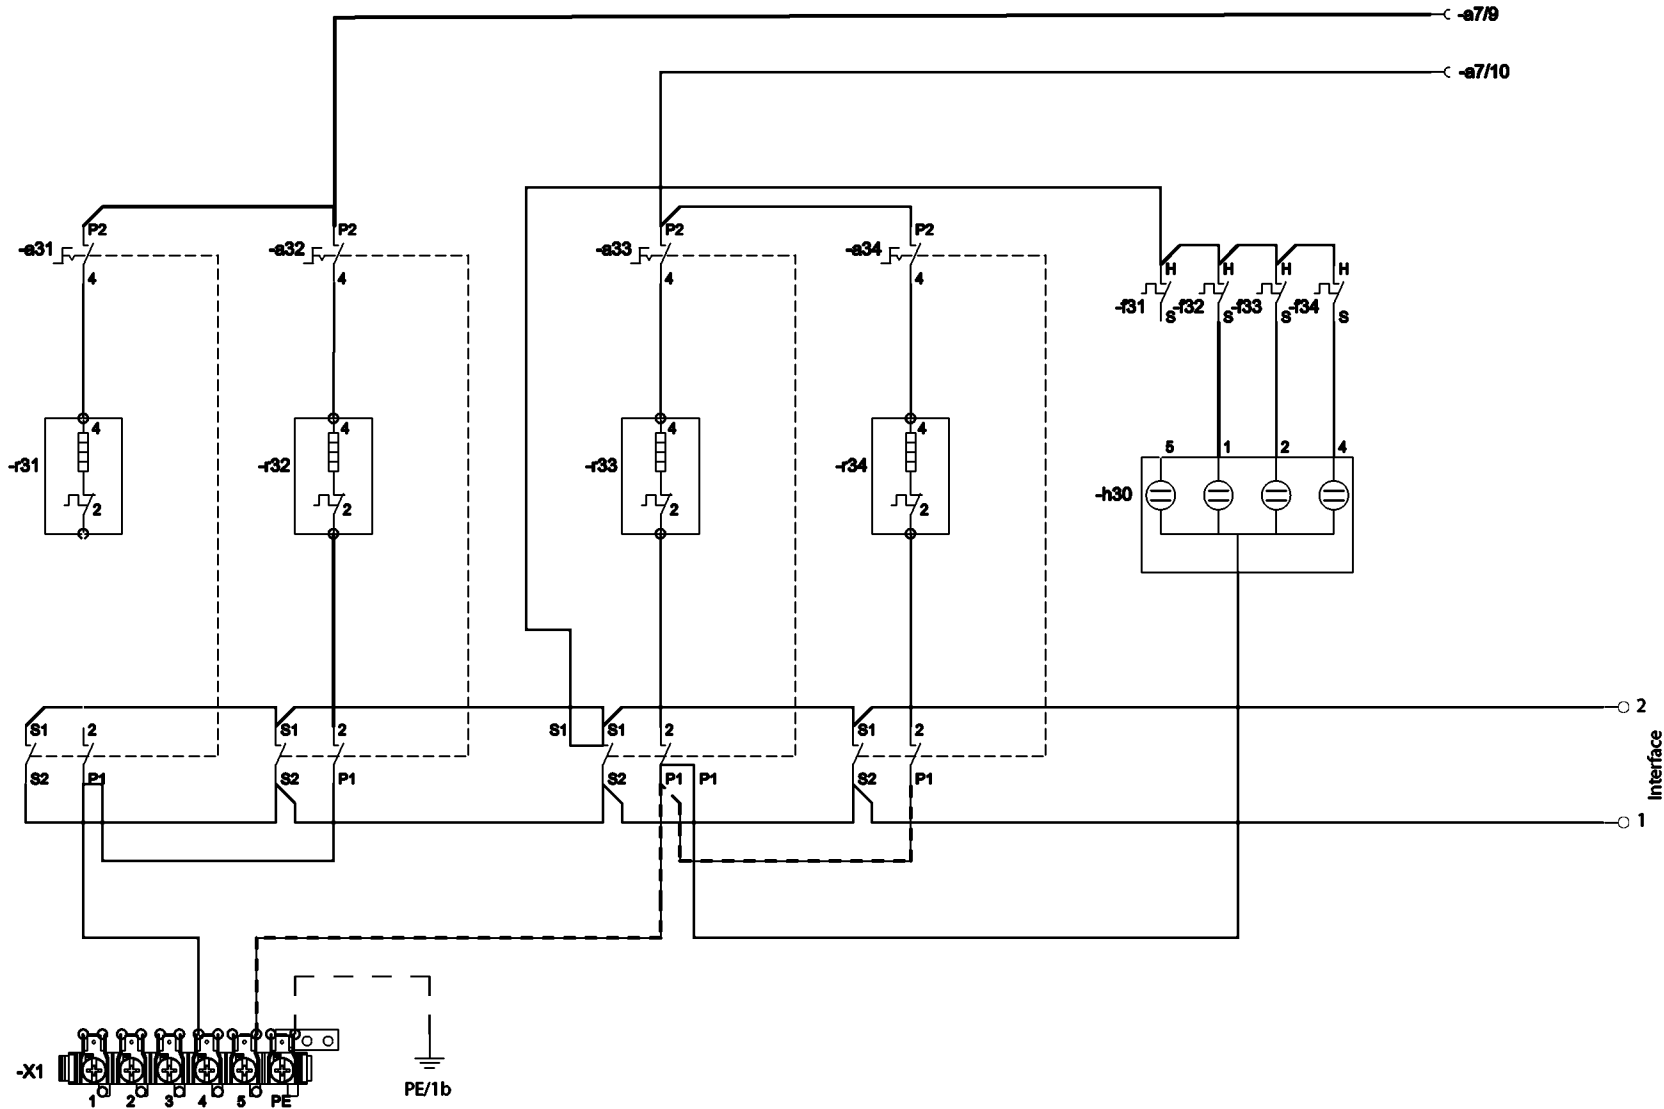 -a7/9
-a7/10
P2 P2 P2 P2
-a31 -a32 -a33 -a34
4 4 4 4
H H H H
-f31 -f32 -f33 -f34
S S S S
4 4 4 4
5 1 2 4
-r31 -r32 -r33 -r34
-h30
2 2 2 2
S1 2 S1 2 S1 S1 2 S1 2
2
Interface
S2 P1 S2 P1 S2 P1 P1 S2 P1
1
-X1
1 2 3 4 5 PE
PE/1b